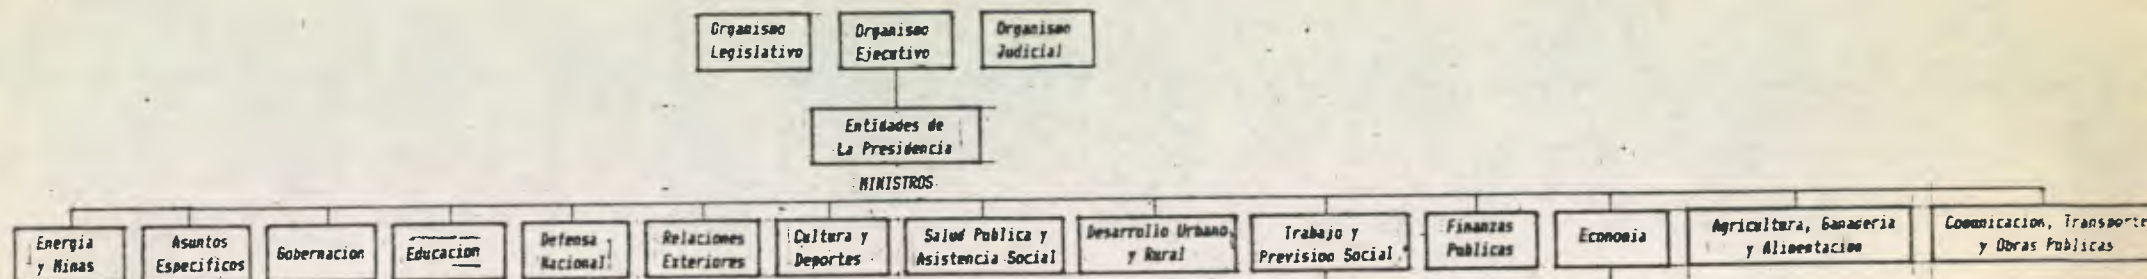 Organismo
Legislativo
Organismo
Ejecutivo
Organismo
Judicial
Entidades de
La Presidencia
MINISTROS
Energia
y Minas
Asuntos
Especificos
Gobernacion
Educacion
Defensa
Nacional
Relaciones
Exteriores
Cultura y
Deportes
Salud Publica y
Asistencia Social
Desarrollo Urbano
y Rural
Trabajo y
Prevision Social
Finanzas
Publicas
Economia
Agricultura, Ganaderia
y Alimentacion
Comunicacion, Transporte
y Obras Publicas